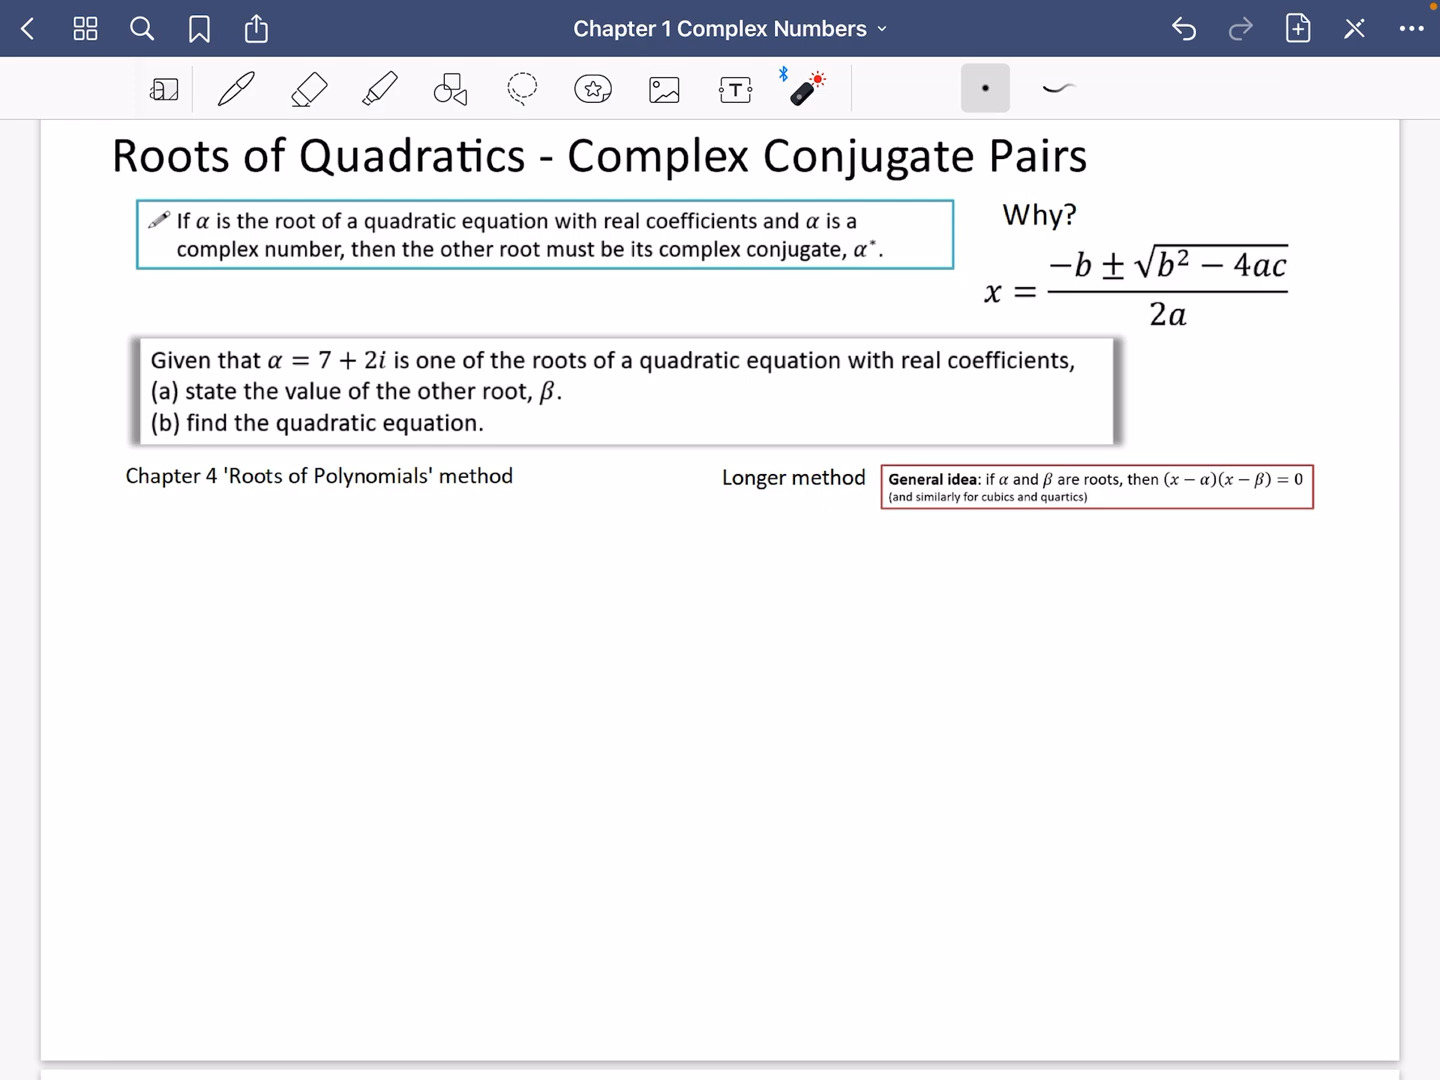 Chapter 1 Complex Numbers
Roots of Quadratics - Complex Conjugate Pairs
If α is the root of a quadratic equation with real coefficients and α is a
complex number, then the other root must be its complex conjugate, α*.
Why?
x = (−b ± √(b² − 4ac)) / 2a
Given that α = 7 + 2i is one of the roots of a quadratic equation with real coefficients,
(a) state the value of the other root, β.
(b) find the quadratic equation.
Chapter 4 'Roots of Polynomials' method
Longer method
General idea: if α and β are roots, then (x − α)(x − β) = 0
(and similarly for cubics and quartics)